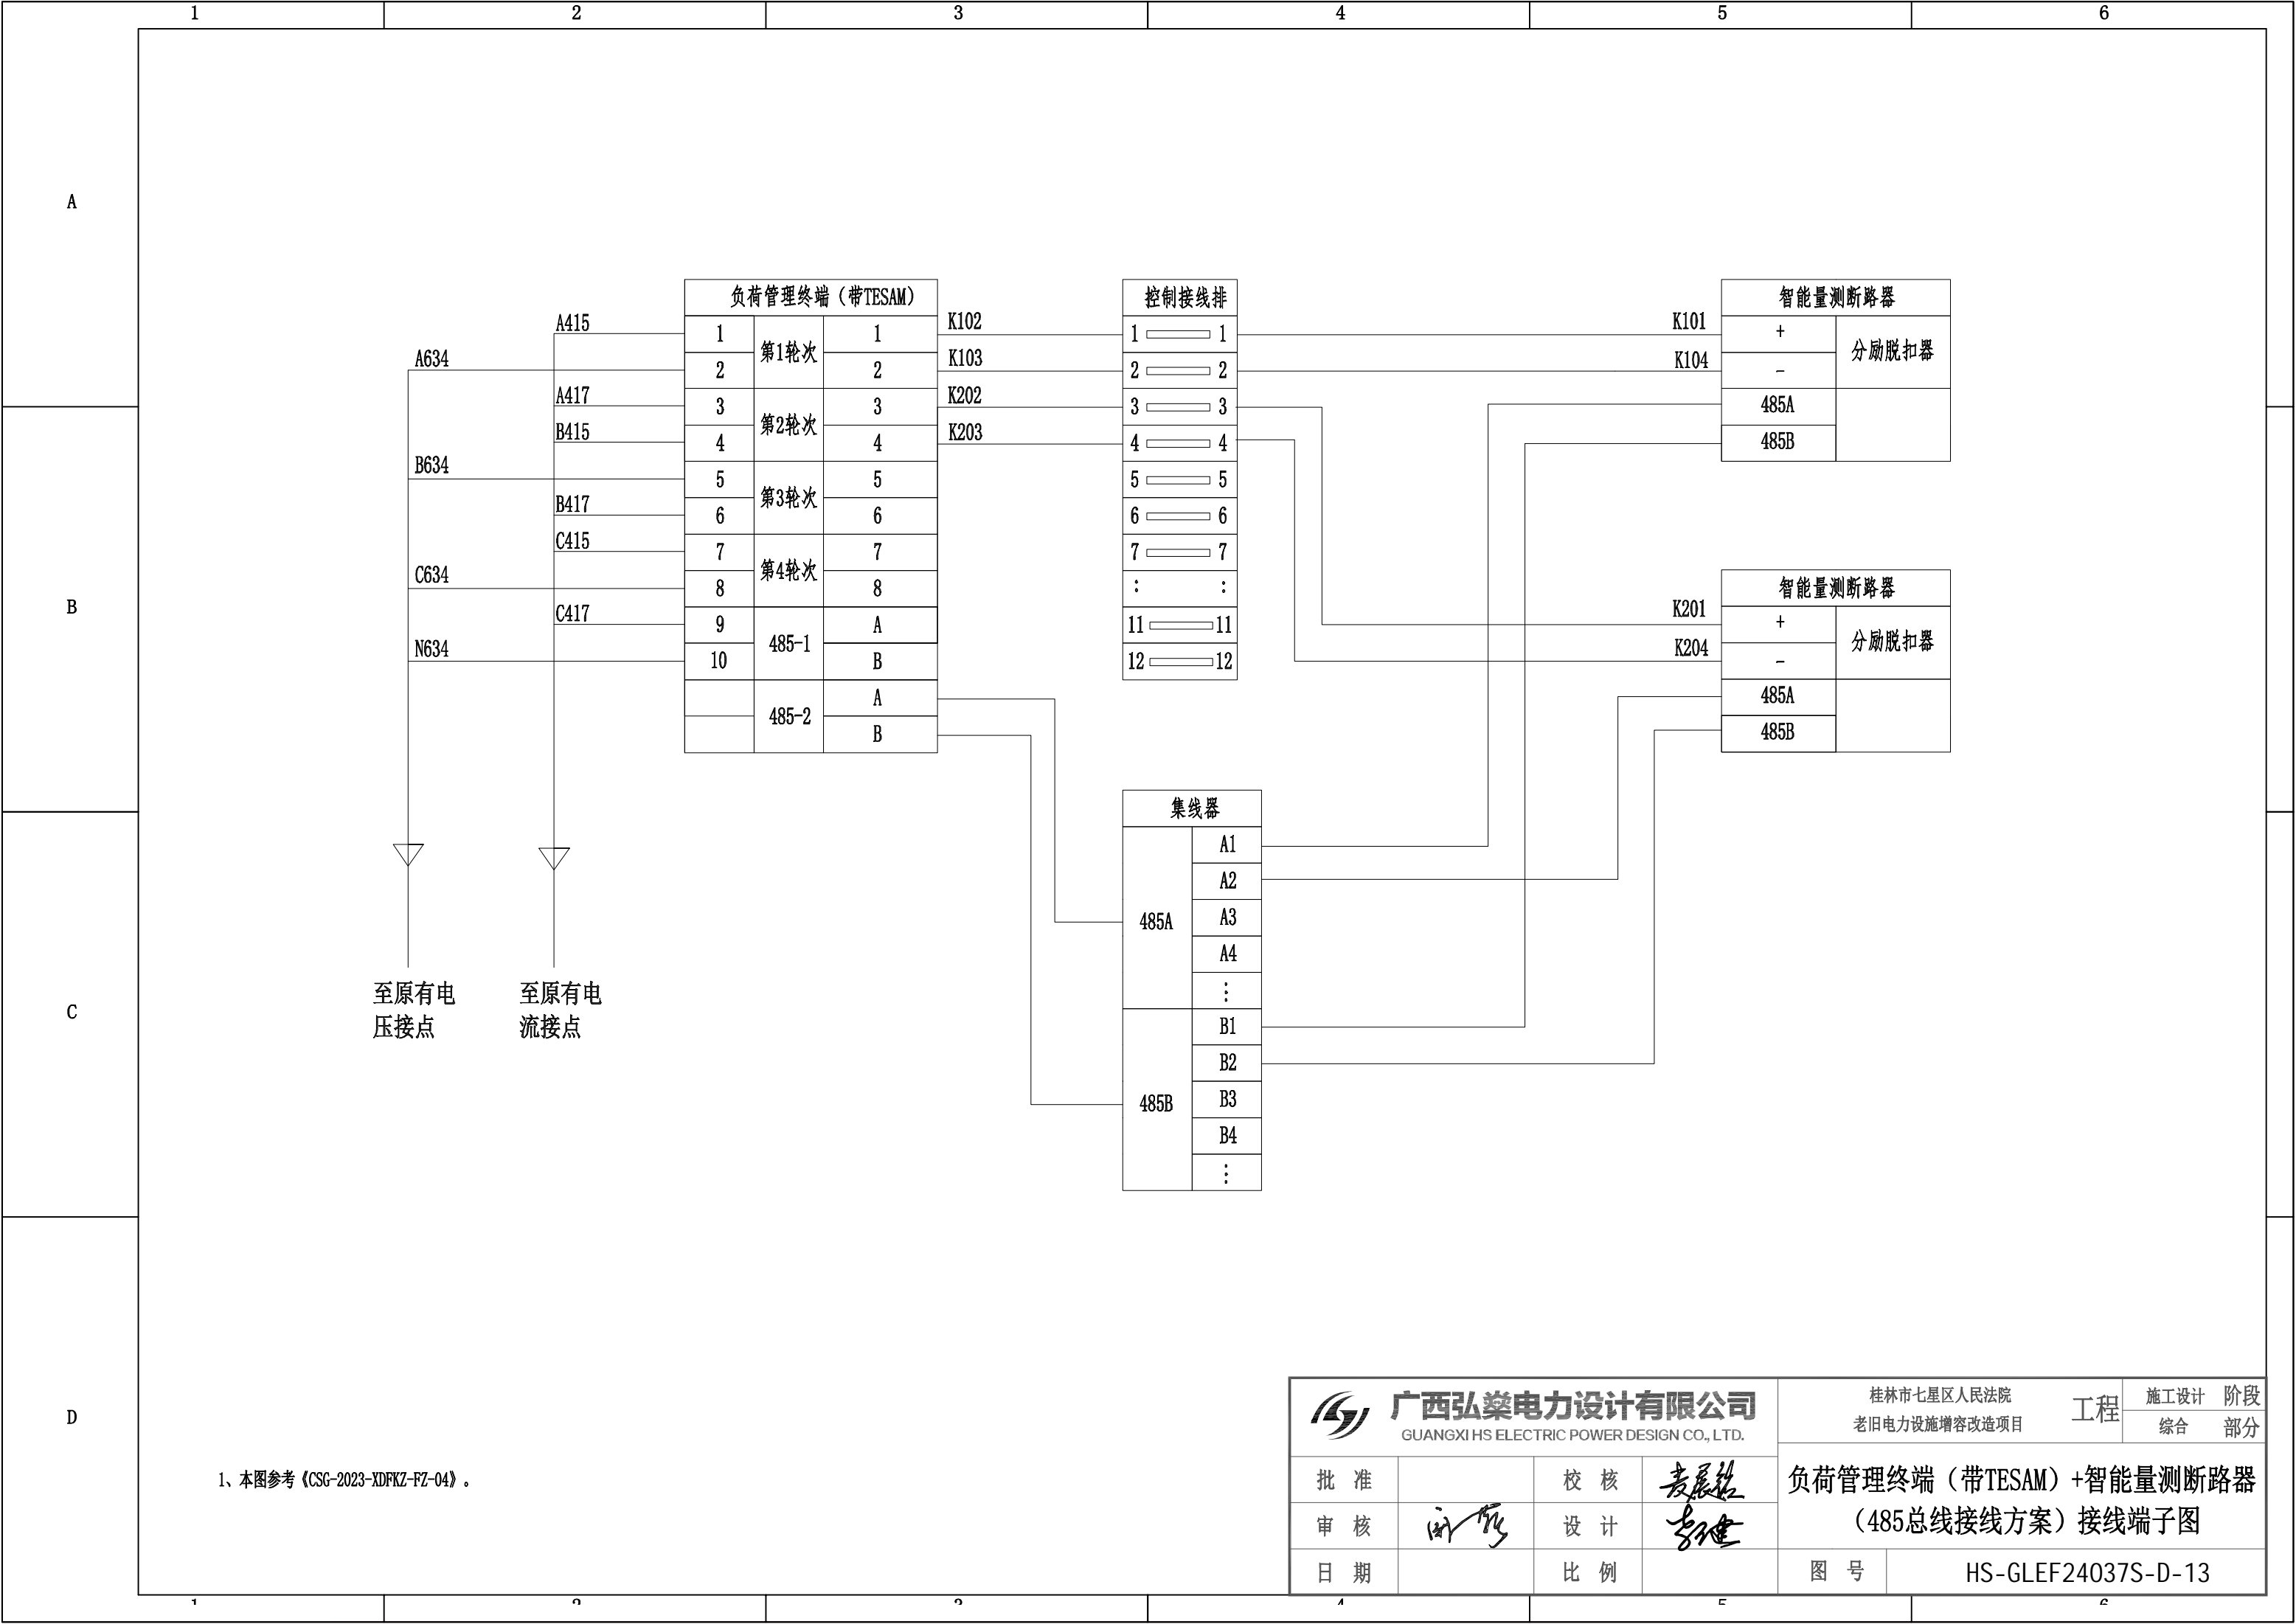 1 2 3 4 5 6
A
B
C
D
负荷管理终端（带TESAM）
1 第1轮次 1
2 2
3 第2轮次 3
4 4
5 第3轮次 5
6 6
7 第4轮次 7
8 8
9 485-1 A
10 B
485-2 A
B
A415
A634
A417
B415
B634
B417
C415
C634
C417
N634
至原有电
压接点
至原有电
流接点
K102
K103
K202
K203
控制接线排
1 1
2 2
3 3
4 4
5 5
6 6
7 7
: :
11 11
12 12
集线器
485A
A1
A2
A3
A4
⋮
485B
B1
B2
B3
B4
⋮
K101
K104
智能量测断路器
+ 分励脱扣器
-
485A
485B
K201
K204
智能量测断路器
+ 分励脱扣器
-
485A
485B
1、本图参考《CSG-2023-XDFKZ-FZ-04》。
广西弘燊电力设计有限公司
GUANGXI HS ELECTRIC POWER DESIGN CO., LTD.
桂林市七星区人民法院
老旧电力设施增容改造项目
工程
施工设计 阶段
综合 部分
批 准 校 核
审 核 设 计
日 期 比 例
负荷管理终端（带TESAM）+智能量测断路器
（485总线接线方案）接线端子图
图 号 HS-GLEF24037S-D-13